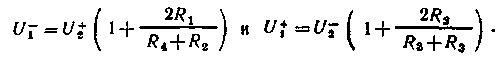 U₁⁻ = U₂⁺ ( 1 + 2R₁ / (R₄+R₂) ) и U₁⁺ = U₂⁻ ( 1 + 2R₃ / (R₂+R₃) ) .